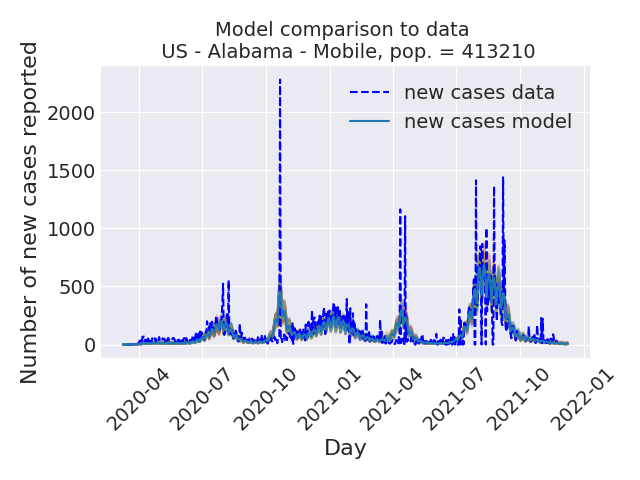 Model comparison to data
US - Alabama - Mobile, pop. = 413210
Number of new cases reported
2000
1500
1000
500
0
new cases data
new cases model
2020-04
2020-07
2020-10
2021-01
2021-04
2021-07
2021-10
2022-01
Day